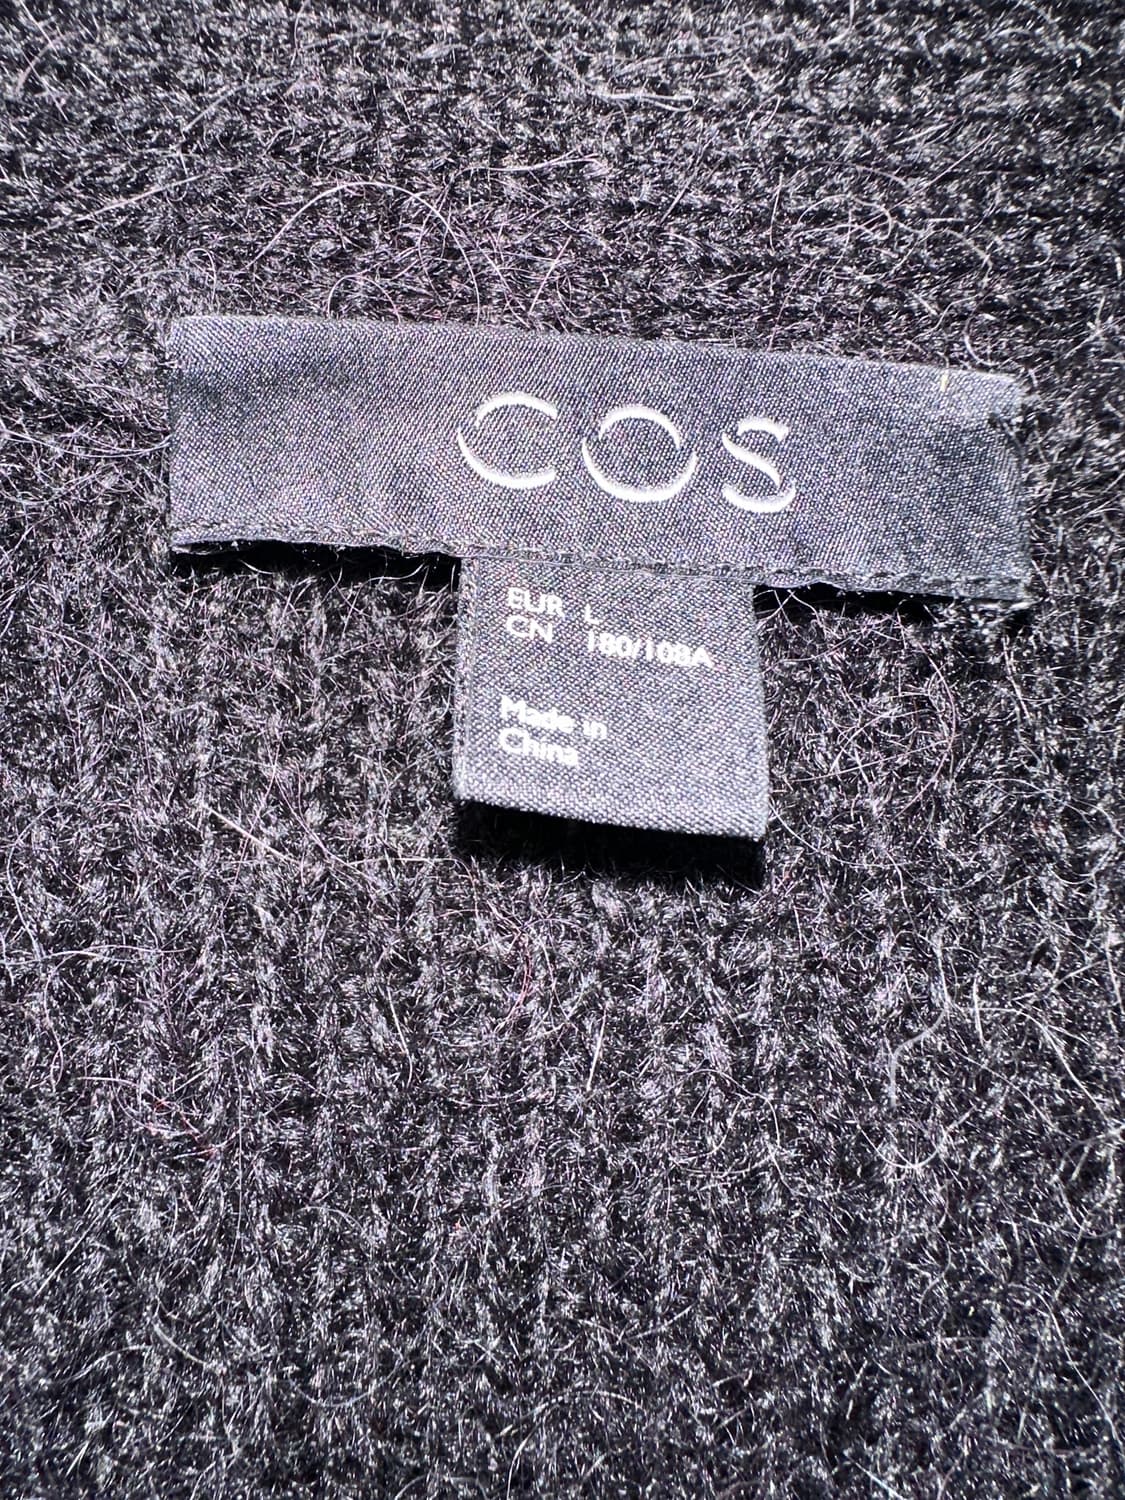 COS
EUR L
CN 180/108A
Made in
China